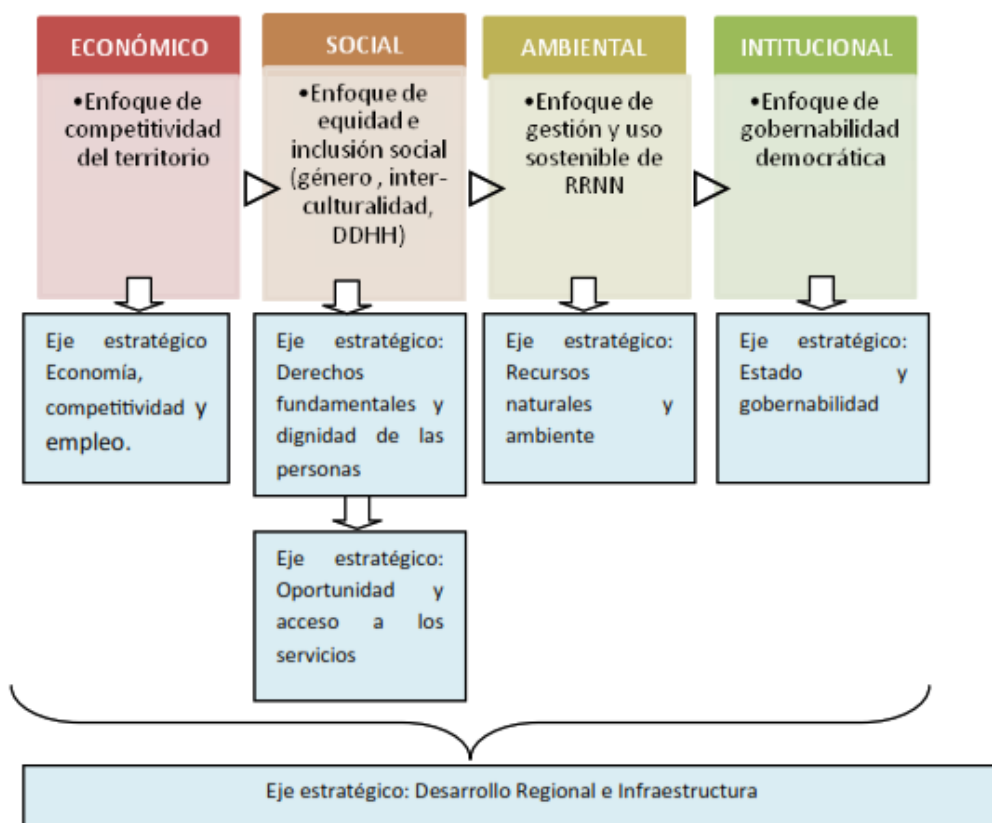 ECONÓMICO
•Enfoque de
competitividad
del territorio
SOCIAL
•Enfoque de
equidad e
inclusión social
(género , inter-
culturalidad,
DDHH)
AMBIENTAL
•Enfoque de
gestión y uso
sostenible de
RRNN
INTITUCIONAL
•Enfoque de
gobernabilidad
democrática
Eje estratégico
Economía,
competitividad y
empleo.
Eje estratégico:
Derechos
fundamentales y
dignidad de las
personas
Eje estratégico:
Recursos
naturales y
ambiente
Eje estratégico:
Estado y
gobernabilidad
Eje estratégico:
Oportunidad y
acceso a los
servicios
Eje estratégico: Desarrollo Regional e Infraestructura